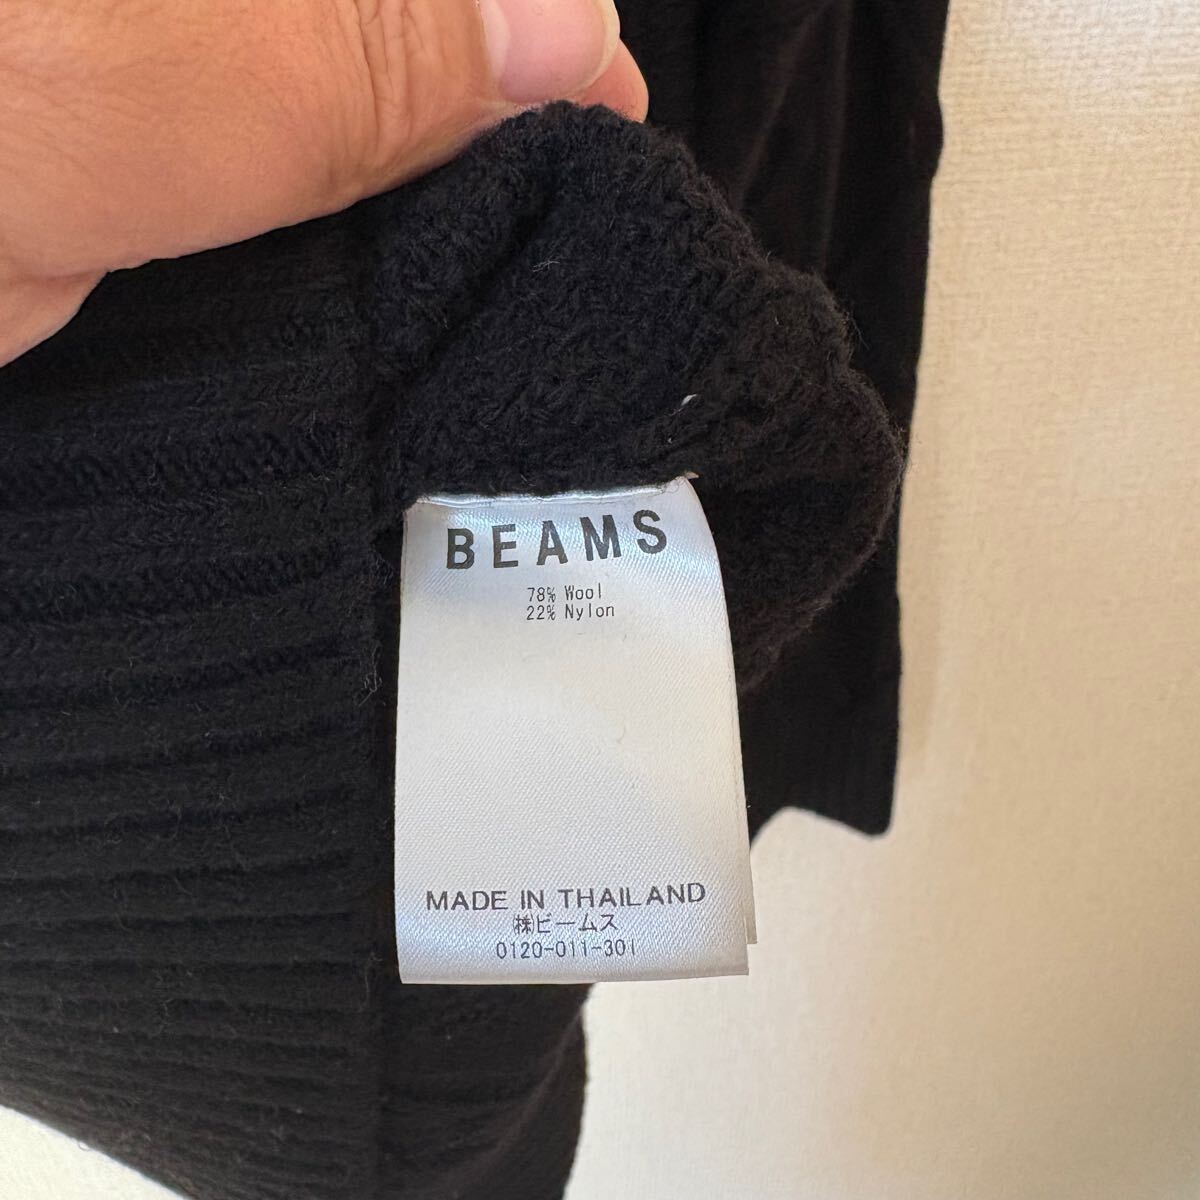 BEAMS
78% Wool
22% Nylon
MADE IN THAILAND
㈱ビームス
0120-011-301